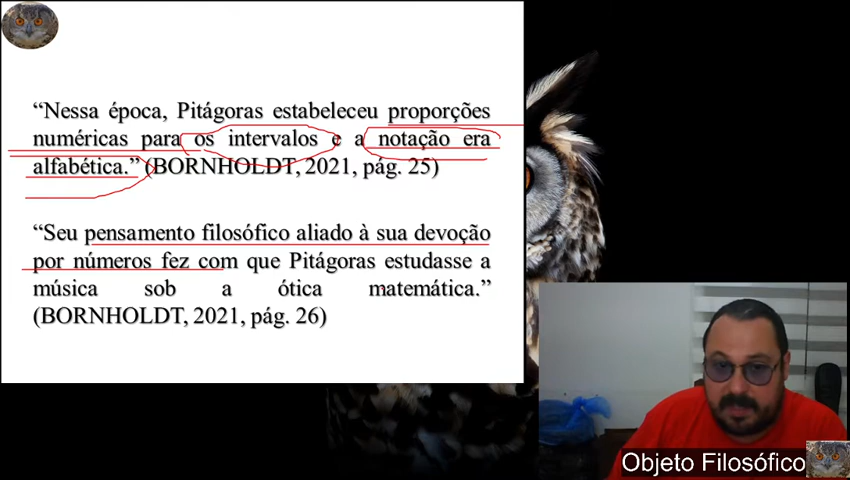 “Nessa época, Pitágoras estabeleceu proporções
numéricas para os intervalos e a notação era
alfabética.” (BORNHOLDT, 2021, pág. 25)
“Seu pensamento filosófico aliado à sua devoção
por números fez com que Pitágoras estudasse a
música sob a ótica matemática.”
(BORNHOLDT, 2021, pág. 26)
Objeto Filosófico